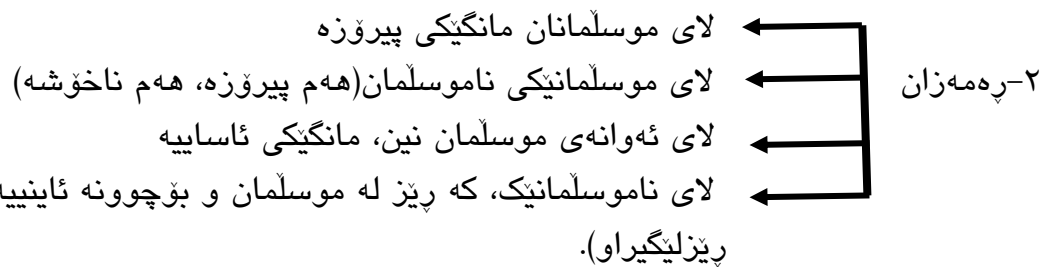 لای موسڵمانان مانگێکی پیرۆزە
٢-ڕەمەزان
لای موسڵمانێکی ناموسڵمان(هەم پیرۆزە، هەم ناخۆشە)
لای ئەوانەی موسڵمان نین، مانگێکی ئاساییە
لای ناموسڵمانێک، کە ڕێز لە موسڵمان و بۆچوونە
ڕێزلێگیراو).